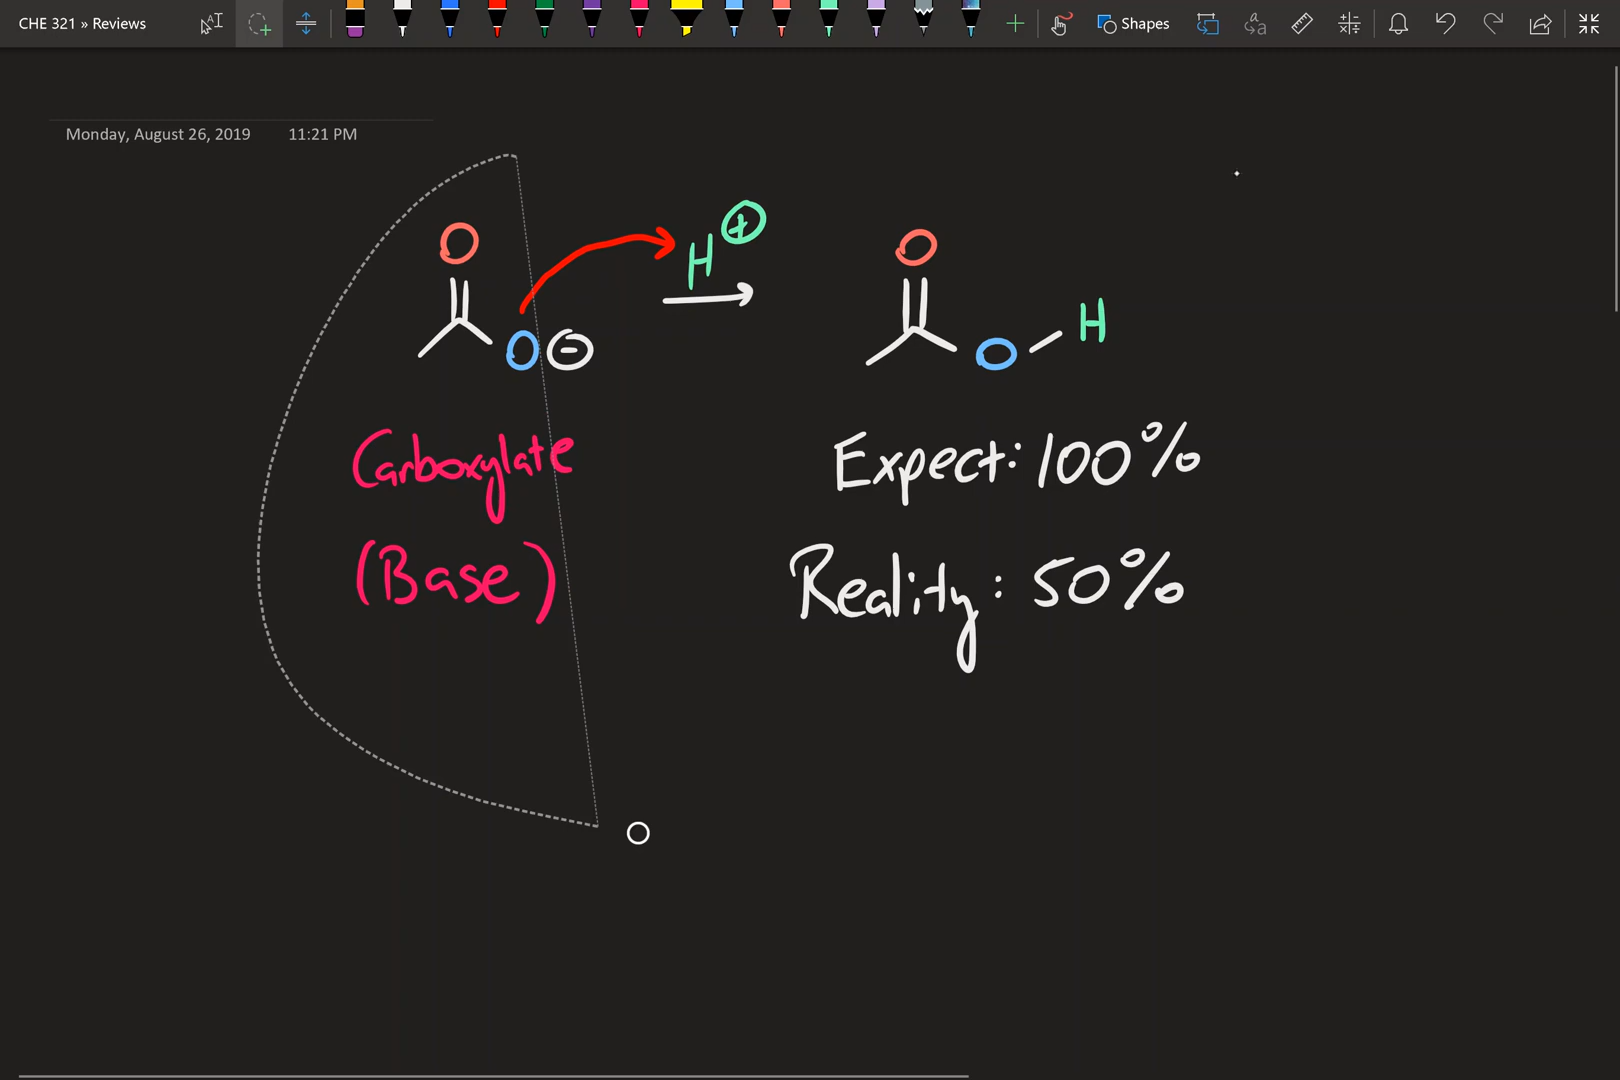 CHE 321 » Reviews
Shapes
Monday, August 26, 2019 11:21 PM
O
O ⊖
H ⊕
O
O
H
Carboxylate
(Base)
Expect: 100%
Reality: 50%